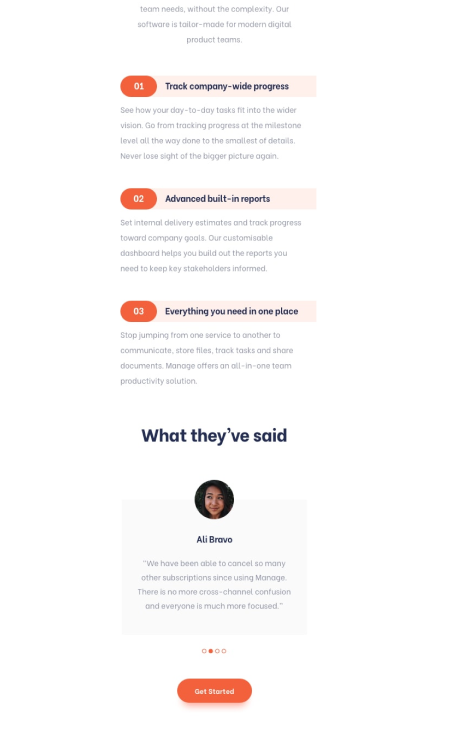 team needs, without the complexity. Our
software is tailor-made for modern digital
product teams.
01 Track company-wide progress
See how your day-to-day tasks fit into the wider
vision. Go from tracking progress at the milestone
level all the way done to the smallest of details.
Never lose sight of the bigger picture again.
02 Advanced built-in reports
Set internal delivery estimates and track progress
toward company goals. Our customisable
dashboard helps you build out the reports you
need to keep key stakeholders informed.
03 Everything you need in one place
Stop jumping from one service to another to
communicate, store files, track tasks and share
documents. Manage offers an all-in-one team
productivity solution.
What they've said
Ali Bravo
"We have been able to cancel so many
other subscriptions since using Manage.
There is no more cross-channel confusion
and everyone is much more focused."
Get Started